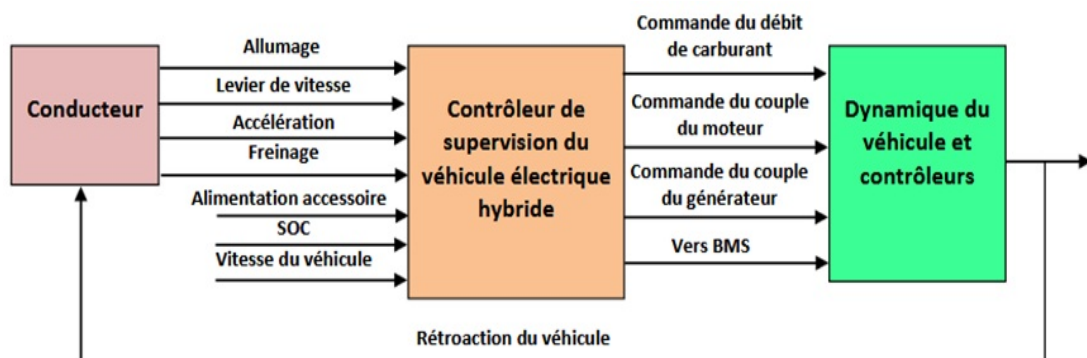 Conducteur
Allumage
Levier de vitesse
Accélération
Freinage
Alimentation accessoire
SOC
Vitesse du véhicule
Contrôleur de
supervision du
véhicule électrique
hybride
Commande du débit
de carburant
Commande du couple
du moteur
Commande du couple
du générateur
Vers BMS
Dynamique du
véhicule et
contrôleurs
Rétroaction du véhicule